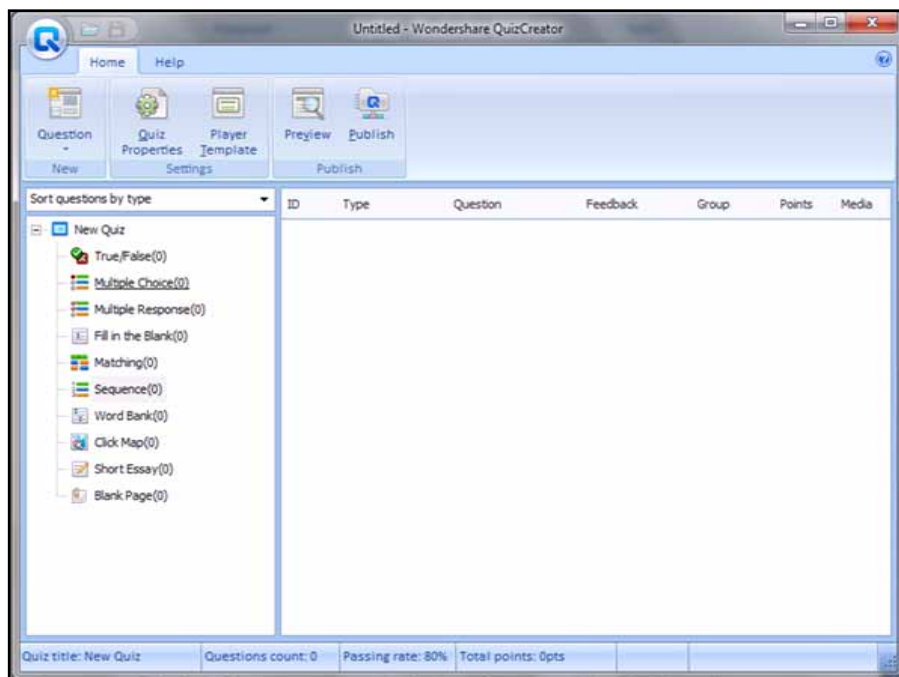 Untitled - Wondershare QuizCreator
Home Help
Question Quiz Properties Player Template Preview Publish
New Settings Publish
Sort questions by type
ID Type Question Feedback Group Points Media
New Quiz
True/False(0)
Multiple Choice(0)
Multiple Response(0)
Fill in the Blank(0)
Matching(0)
Sequence(0)
Word Bank(0)
Click Map(0)
Short Essay(0)
Blank Page(0)
Quiz title: New Quiz Questions count: 0 Passing rate: 80% Total points: 0pts